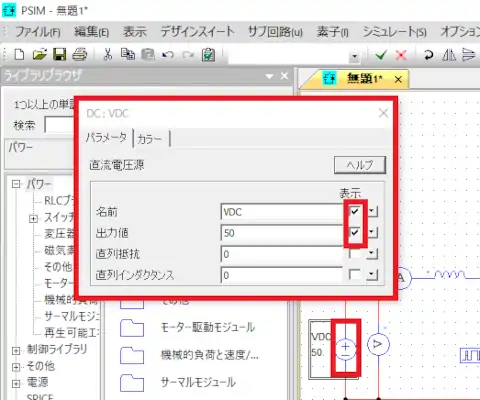 PSIM - 無題1*
ファイル(F) 編集(E) 表示 デザインスイート サブ回路(u) 素子(i) シミュレート(S) オプション
ライブラリブラウザ
無題1*
1つ以上の単
検索
パワー
DC : VDC
パラメータ カラー
直流電圧源 ヘルプ
表示
名前 VDC
出力値 50
直列抵抗 0
直列インダクタンス 0
パワー
RLCブ
スイッチ
変圧器
磁気素
その他
モーター
機械的負荷
サーマルモジュ
再生可能エネ
制御ライブラリ
その他
電源
SPICE
その他
モーター駆動モジュール
機械的負荷と速度/...
サーマルモジュール
VDC
50
A
V